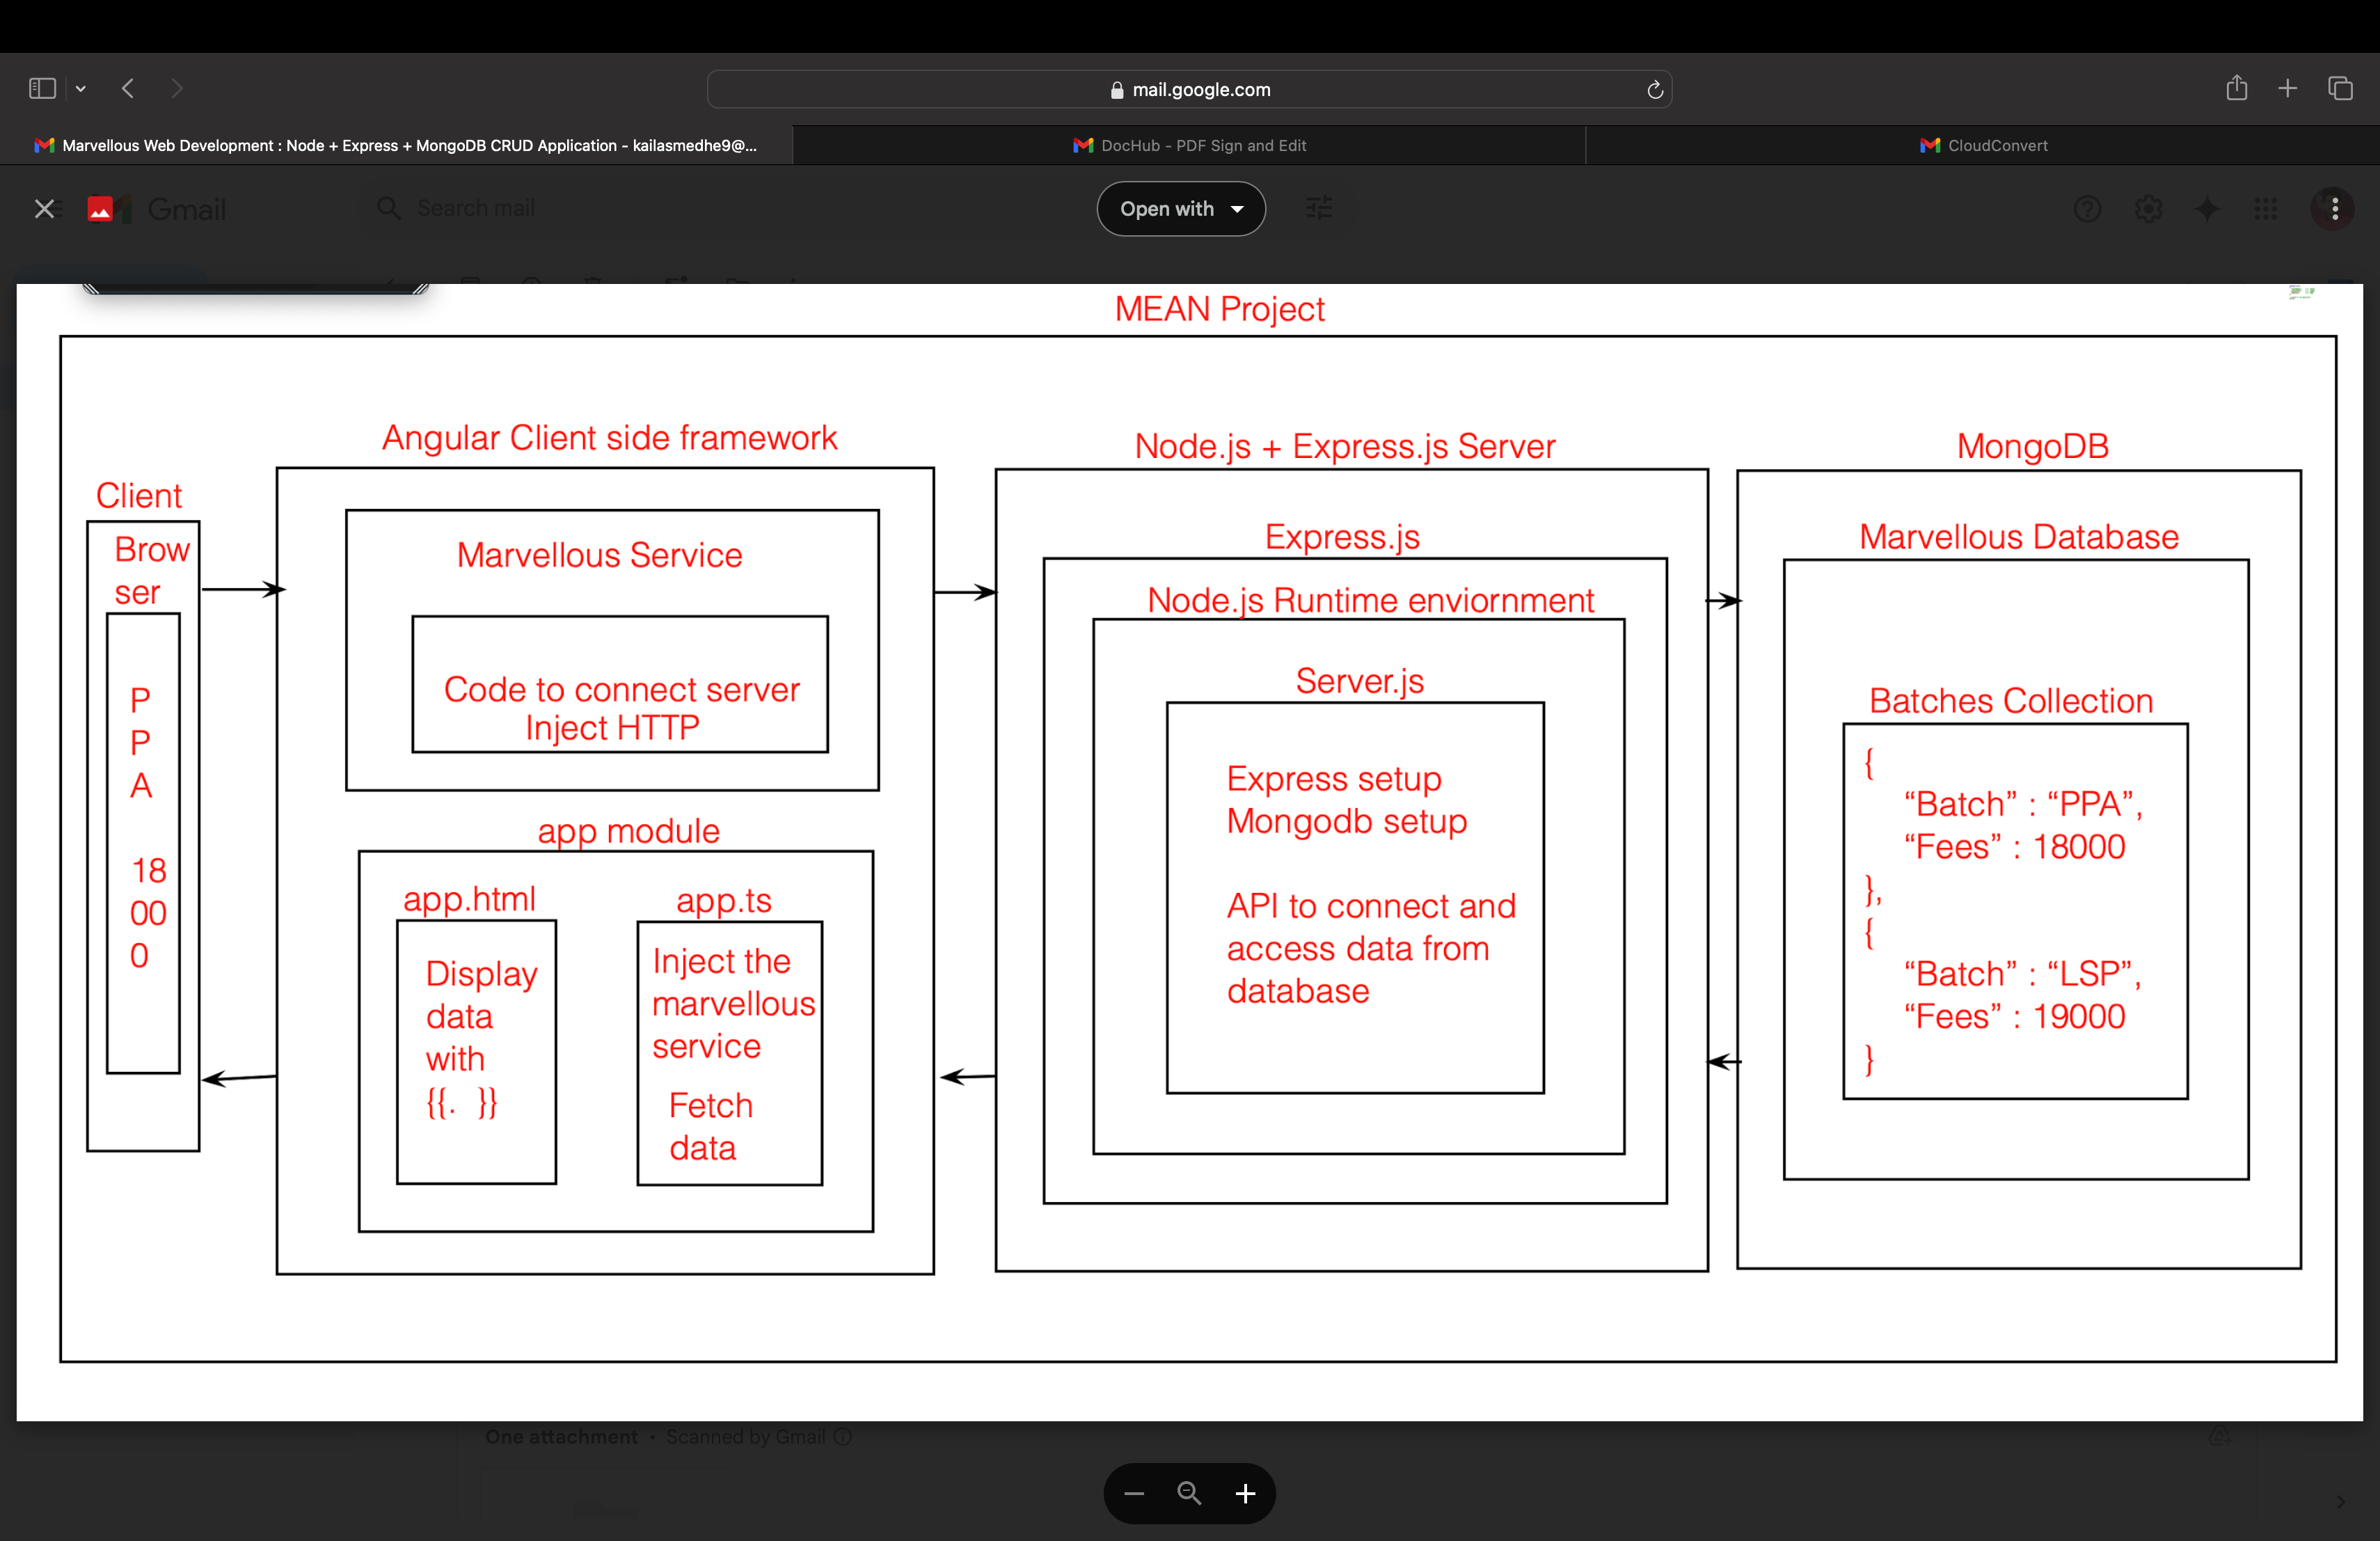 mail.google.com
Marvellous Web Development : Node + Express + MongoDB CRUD Application - kailasmedhe9@...
DocHub - PDF Sign and Edit
CloudConvert
Gmail
Search mail
Open with
MEAN Project
Angular Client side framework
Node.js + Express.js Server
MongoDB
Client
Brow
ser
P
P
A
18
00
0
Marvellous Service
Code to connect server
Inject HTTP
app module
app.html
Display
data
with
{{.  }}
app.ts
Inject the
marvellous
service
Fetch
data
Express.js
Node.js Runtime enviornment
Server.js
Express setup
Mongodb setup
API to connect and
access data from
database
Marvellous Database
Batches Collection
{
“Batch” : “PPA”,
“Fees” : 18000
},
{
“Batch” : “LSP”,
“Fees” : 19000
}
One attachment • Scanned by Gmail